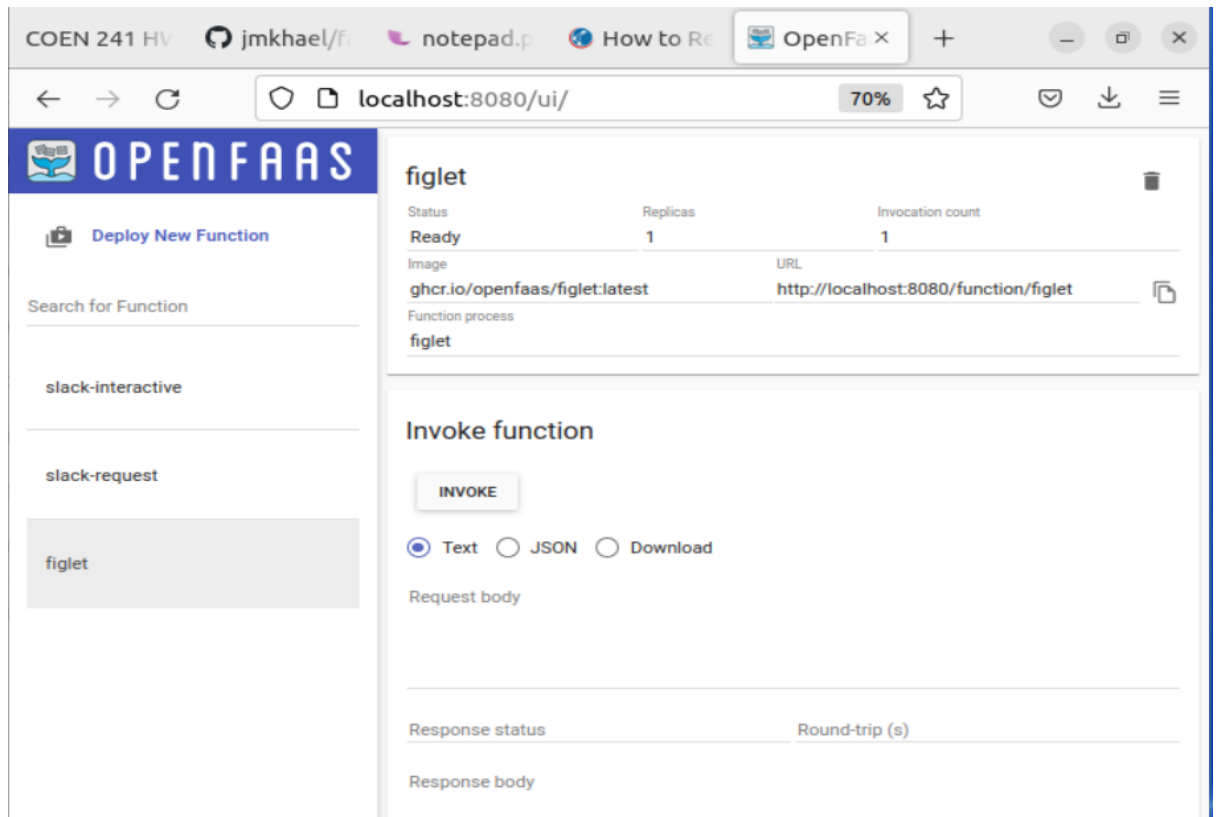 COEN 241 HV jmkhael/fa notepad.p How to Re OpenFa
localhost:8080/ui/ 70%
OPENFAAS
Deploy New Function
Search for Function
slack-interactive
slack-request
figlet
figlet
Status Replicas Invocation count
Ready 1 1
Image URL
ghcr.io/openfaas/figlet:latest http://localhost:8080/function/figlet
Function process
figlet
Invoke function
INVOKE
Text JSON Download
Request body
Response status Round-trip (s)
Response body